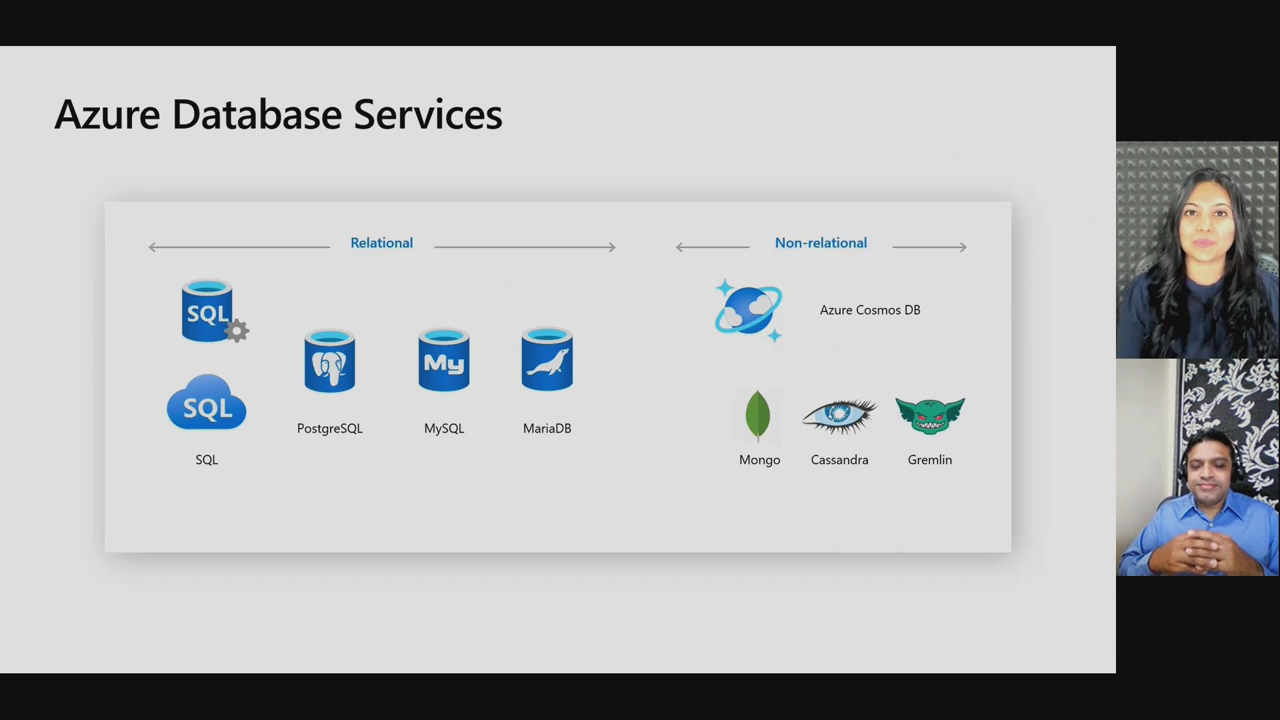 Azure Database Services
Relational
Non-relational
SQL
SQL
SQL
PostgreSQL
My
MySQL
MariaDB
Azure Cosmos DB
Mongo
Cassandra
Gremlin